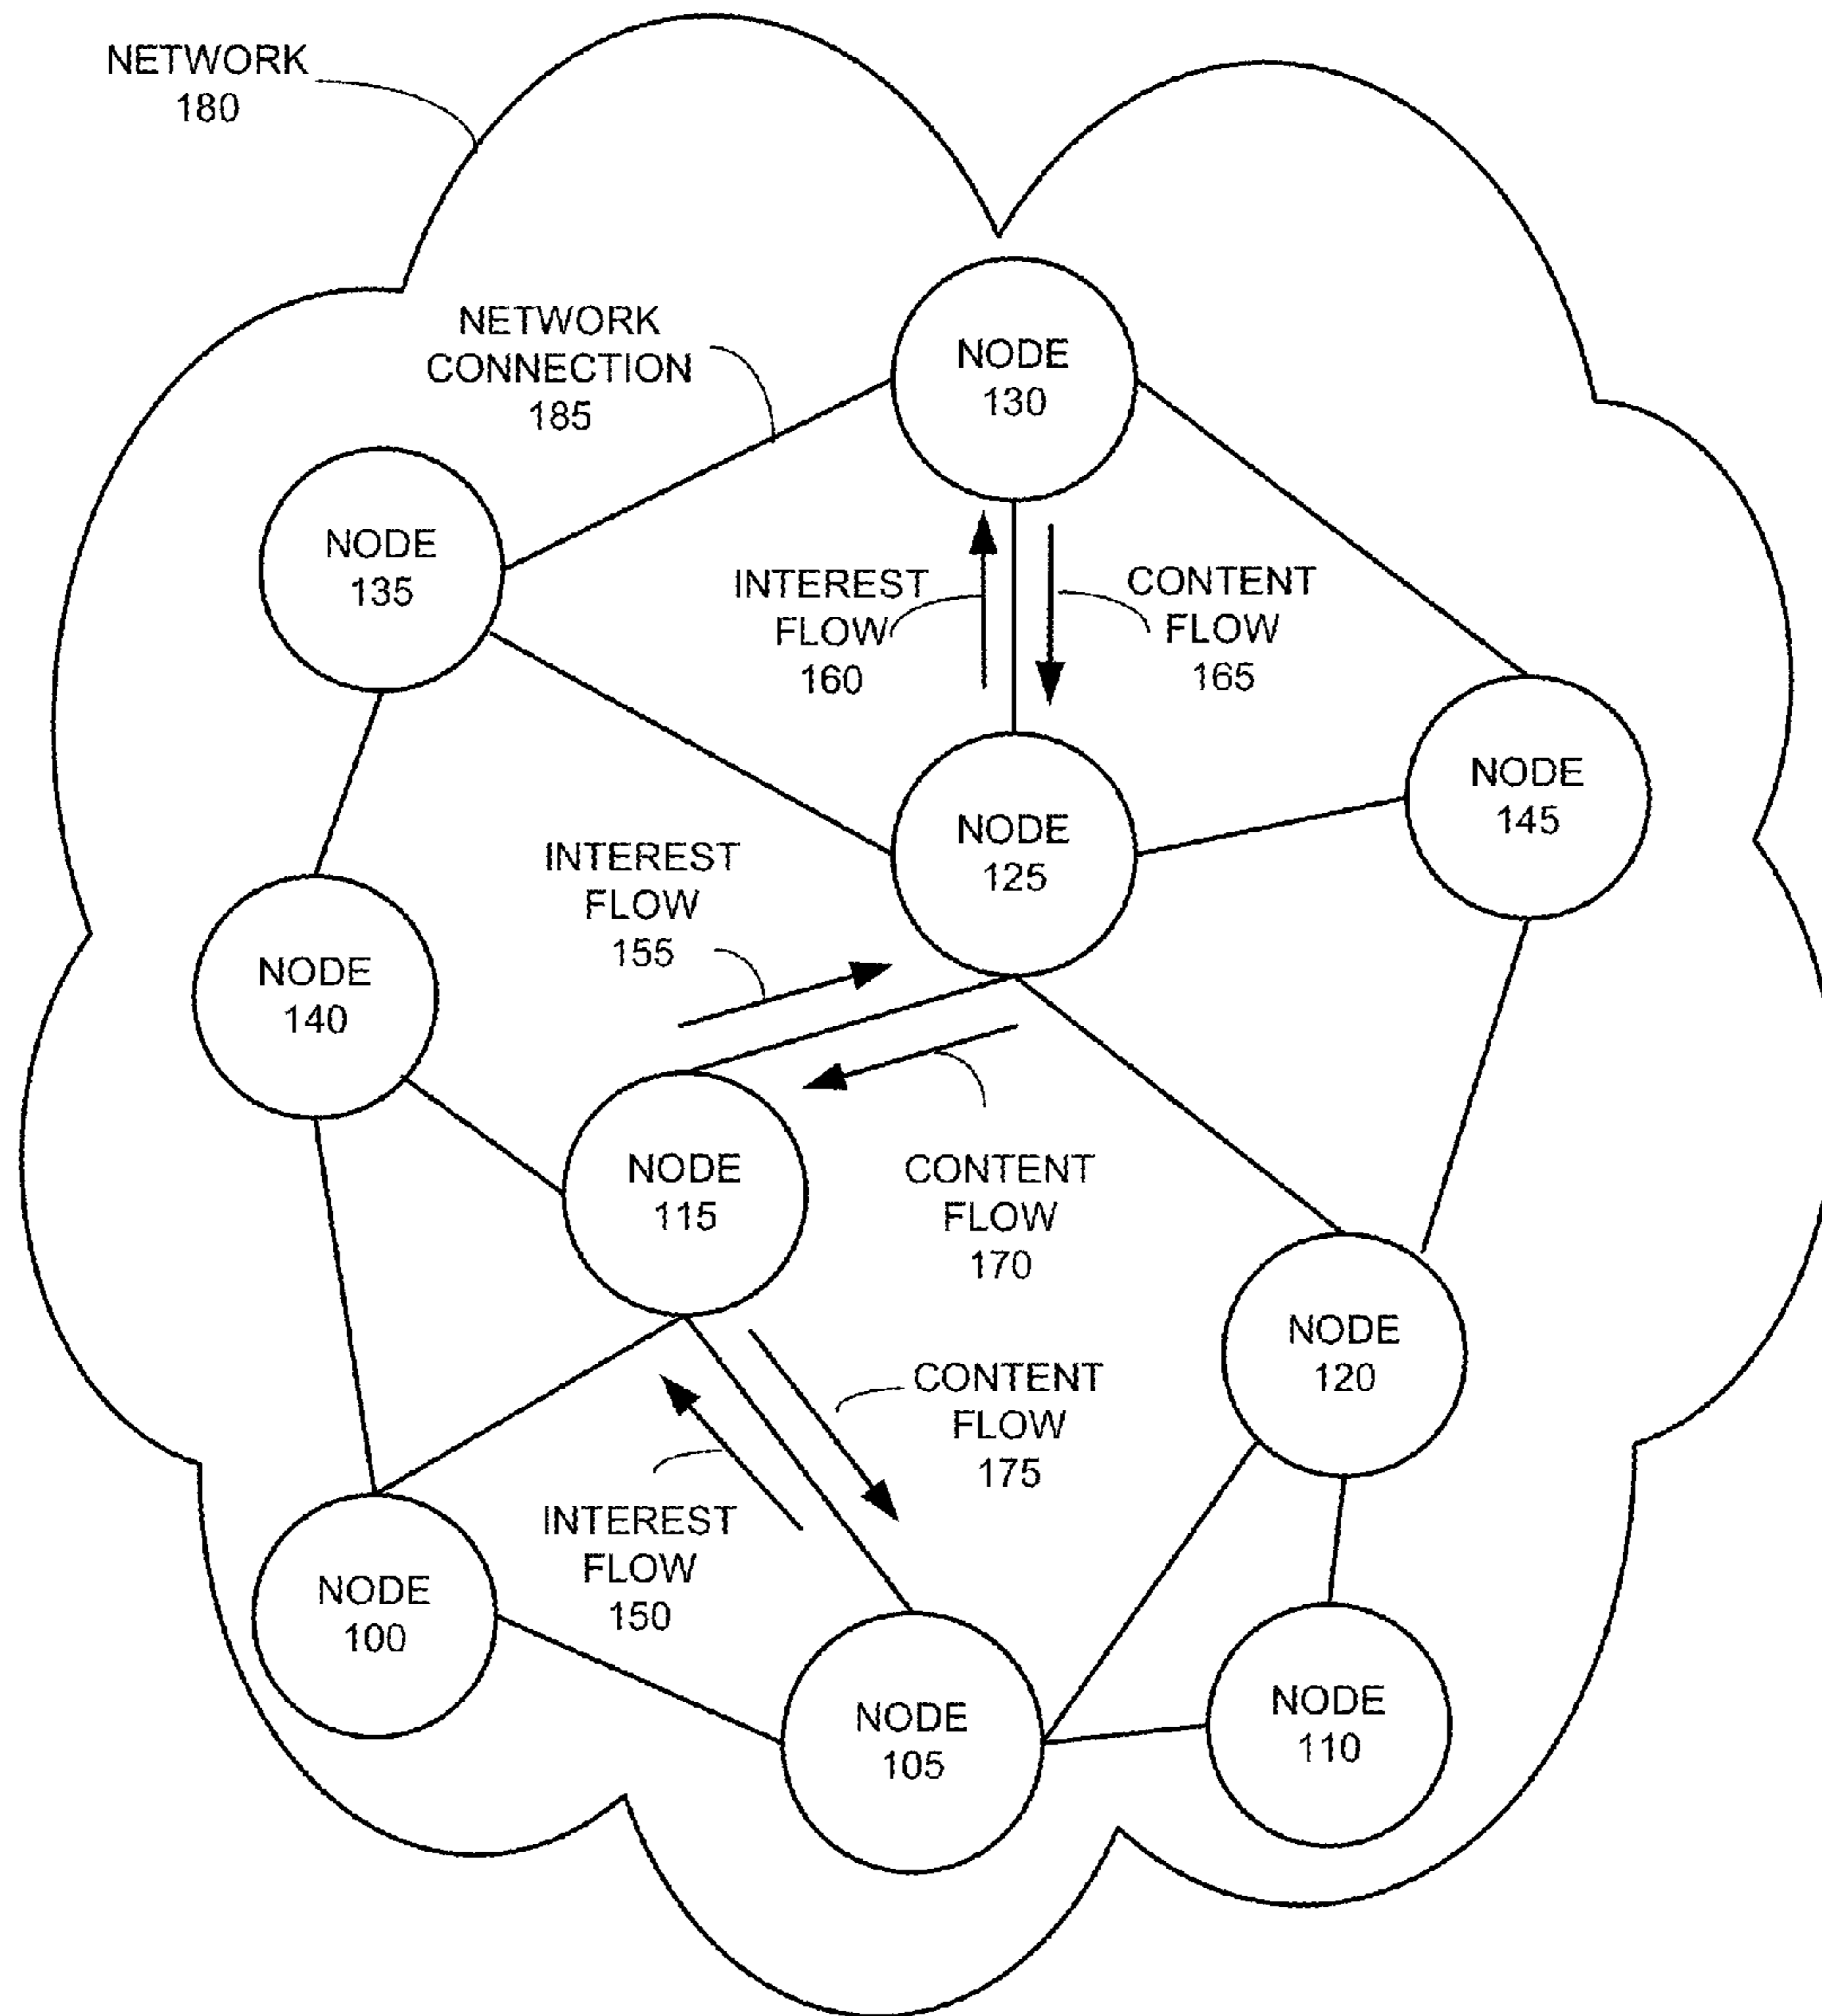 NETWORK
180
NETWORK
CONNECTION
185
NODE
130
NODE
135
INTEREST
FLOW
160
CONTENT
FLOW
165
NODE
145
NODE
125
INTEREST
FLOW
155
NODE
140
NODE
115
CONTENT
FLOW
170
NODE
120
CONTENT
FLOW
175
INTEREST
FLOW
150
NODE
100
NODE
105
NODE
110